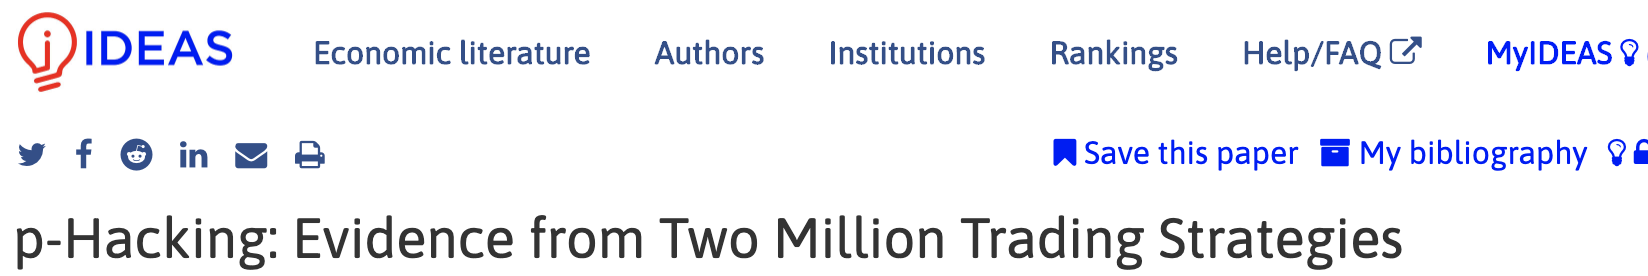 IDEAS Economic literature Authors Institutions Rankings Help/FAQ MyIDEAS
Save this paper My bibliography
p-Hacking: Evidence from Two Million Trading Strategies